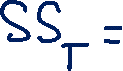 SS_T =